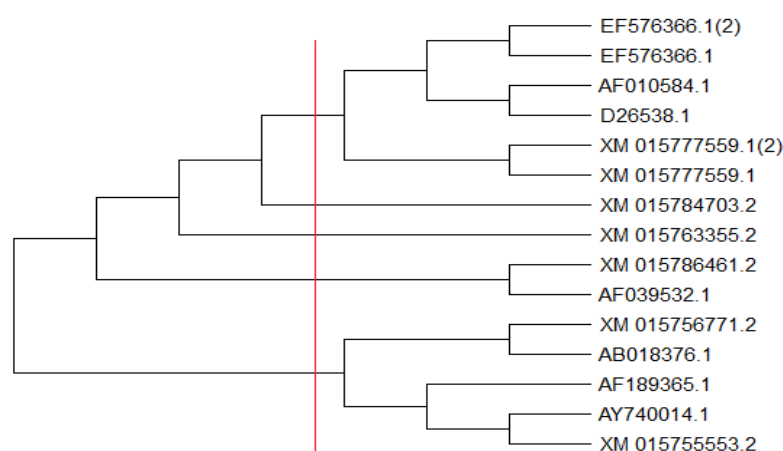 EF576366.1(2)
EF576366.1
AF010584.1
D26538.1
XM 015777559.1(2)
XM 015777559.1
XM 015784703.2
XM 015763355.2
XM 015786461.2
AF039532.1
XM 015756771.2
AB018376.1
AF189365.1
AY740014.1
XM 015755553.2